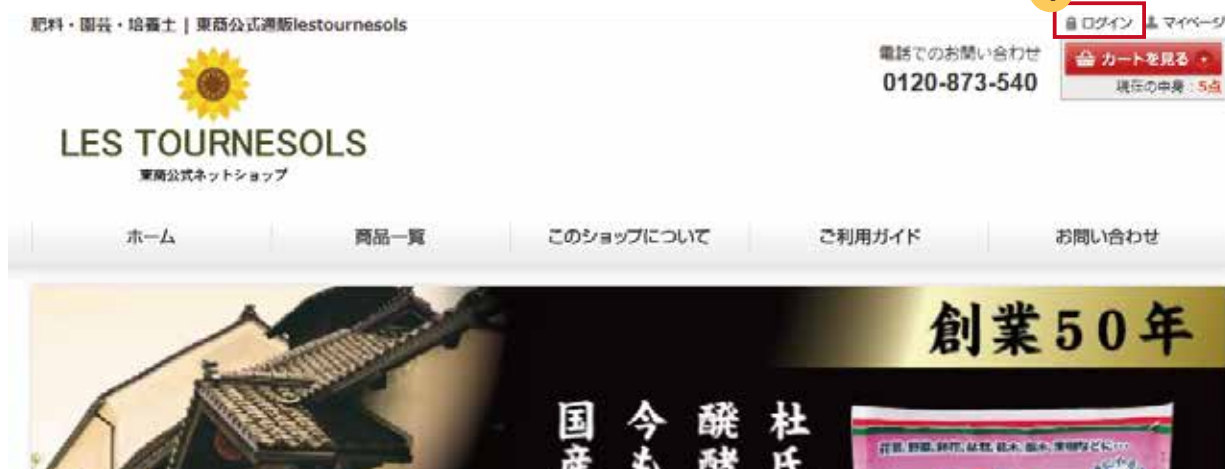 肥料・園芸・培養土 | 東商公式通販lestournesols
ログイン マイページ
電話でのお問い合わせ
0120-873-540
カートを見る
現在の中身：5点
LES TOURNESOLS
東商公式ネットショップ
ホーム 商品一覧 このショップについて ご利用ガイド お問い合わせ
創業50年
杜氏
醗酵
今も
国産